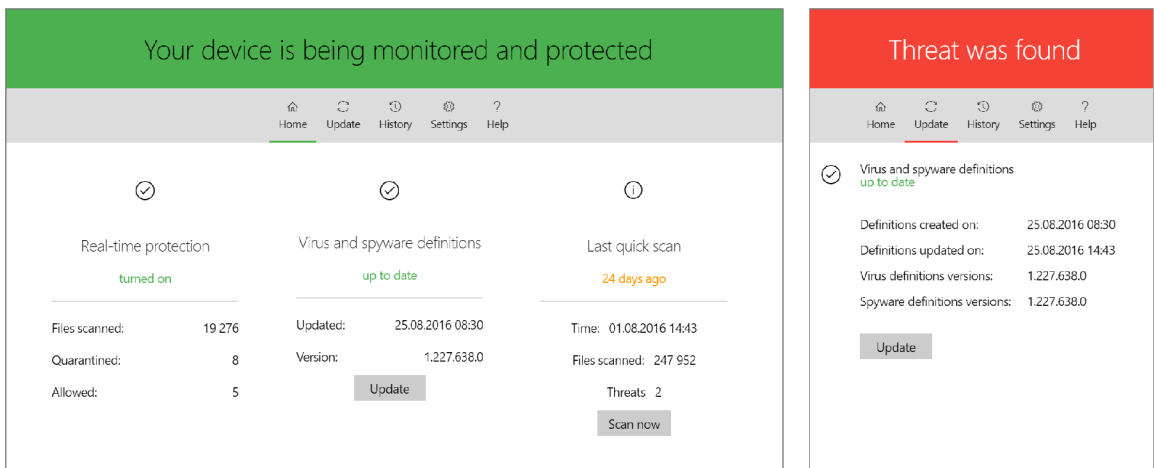 Your device is being monitored and protected
Home Update History Settings Help
Real-time protection
turned on
Files scanned: 19 276
Quarantined: 8
Allowed: 5
Virus and spyware definitions
up to date
Updated: 25.08.2016 08:30
Version: 1.227.638.0
Update
Last quick scan
24 days ago
Time: 01.08.2016 14:43
Files scanned: 247 952
Threats 2
Scan now
Threat was found
Home Update History Settings Help
Virus and spyware definitions
up to date
Definitions created on: 25.08.2016 08:30
Definitions updated on: 25.08.2016 14:43
Virus definitions versions: 1.227.638.0
Spyware definitions versions: 1.227.638.0
Update